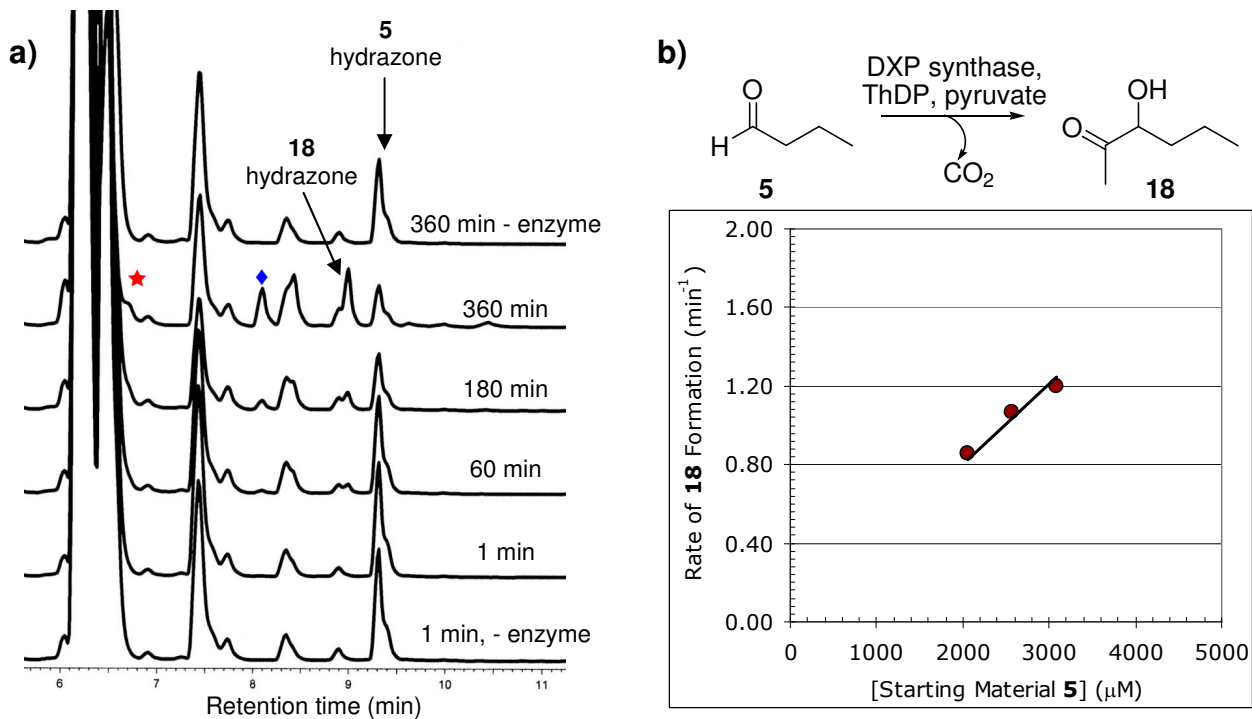 a)
5
hydrazone
18
hydrazone
360 min - enzyme
360 min
180 min
60 min
1 min
1 min, - enzyme
6 7 8 9 10 11
Retention time (min)
b)
DXP synthase,
ThDP, pyruvate
O
H
CO2
5
OH
O
18
2.00
1.60
1.20
0.80
0.40
0.00
Rate of 18 Formation (min-1)
0 1000 2000 3000 4000 5000
[Starting Material 5] (μM)